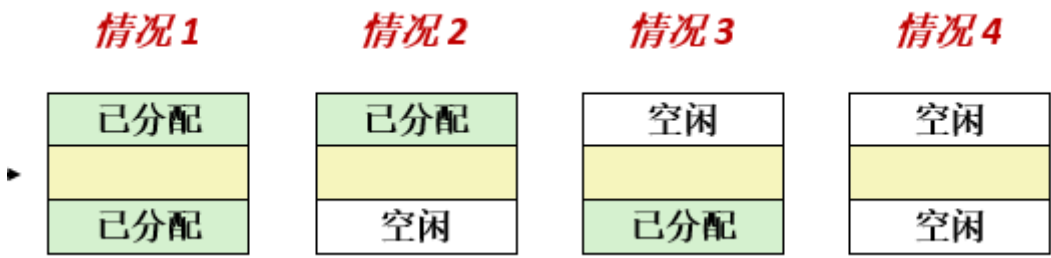 情况 1 情况 2 情况 3 情况 4
已分配 已分配 空闲 空闲
已分配 空闲 已分配 空闲